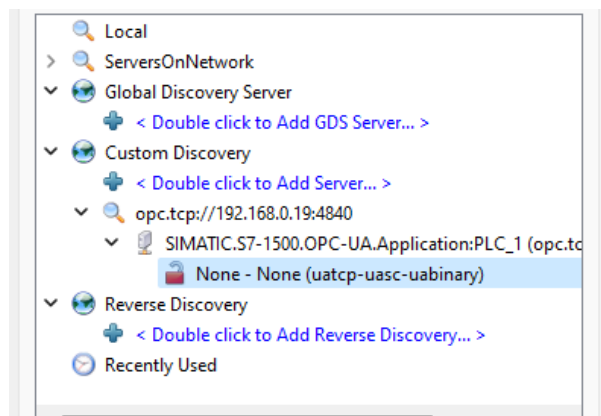 Local
ServersOnNetwork
Global Discovery Server
< Double click to Add GDS Server... >
Custom Discovery
< Double click to Add Server... >
opc.tcp://192.168.0.19:4840
SIMATIC.S7-1500.OPC-UA.Application:PLC_1 (opc.tc
None - None (uatcp-uasc-uabinary)
Reverse Discovery
< Double click to Add Reverse Discovery... >
Recently Used